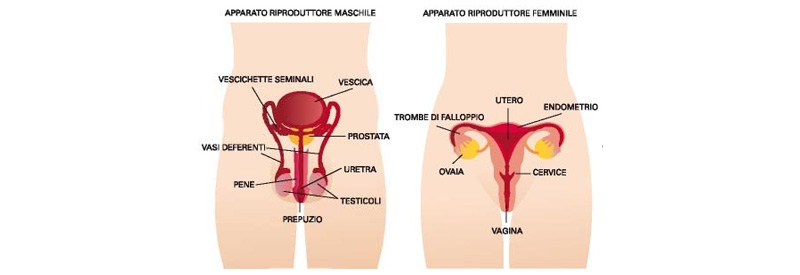 APPARATO RIPRODUTTORE MASCHILE
VESCICHETTE SEMINALI
VESCICA
PROSTATA
VASI DEFERENTI
URETRA
PENE
TESTICOLI
PREPUZIO
APPARATO RIPRODUTTORE FEMMINILE
UTERO
ENDOMETRIO
TROMBE DI FALLOPPIO
OVAIA
CERVICE
VAGINA